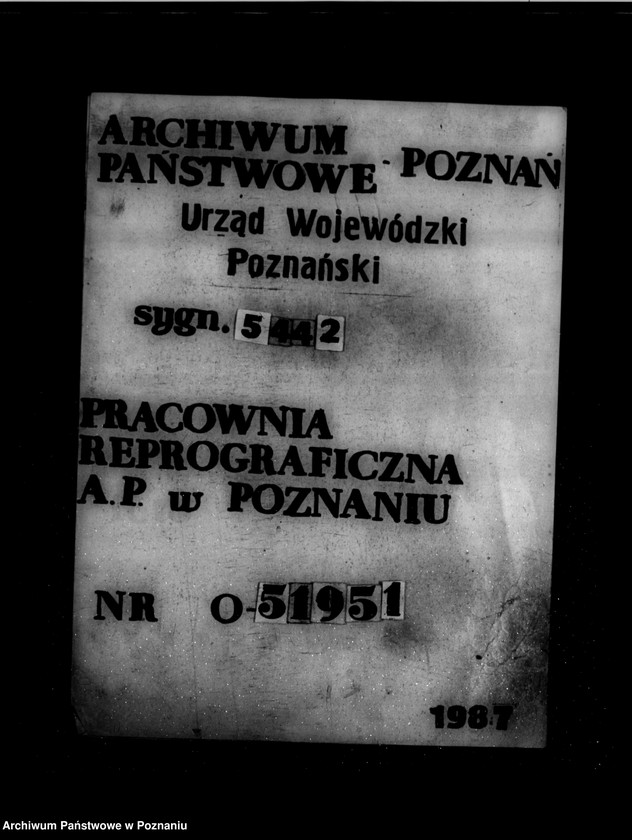 ARCHIWUM
PAŃSTWOWE - POZNAŃ
Urząd Wojewódzki
Poznański
sygn. 5442
PRACOWNIA
REPROGRAFICZNA
A.P. w POZNANIU
NR O-51951
1987
Archiwum Państwowe w Poznaniu